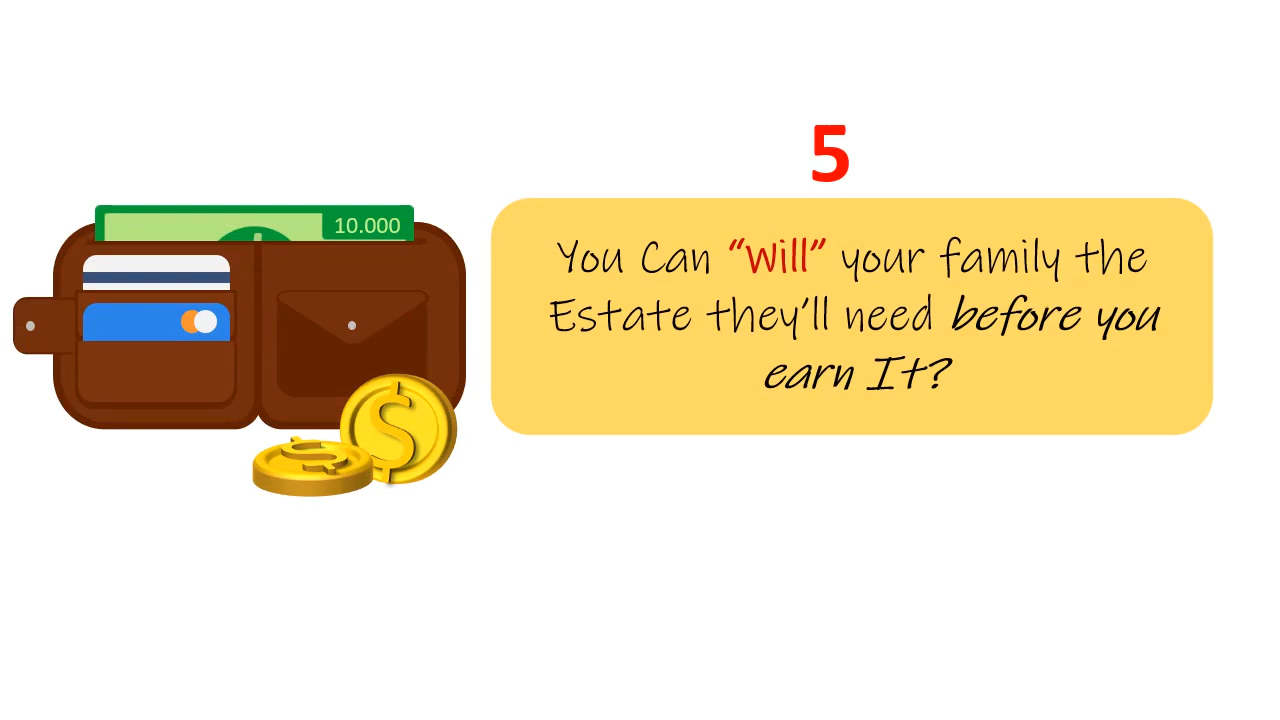 5
10.000
You Can “Will” your family the
Estate they’ll need before you
earn It?